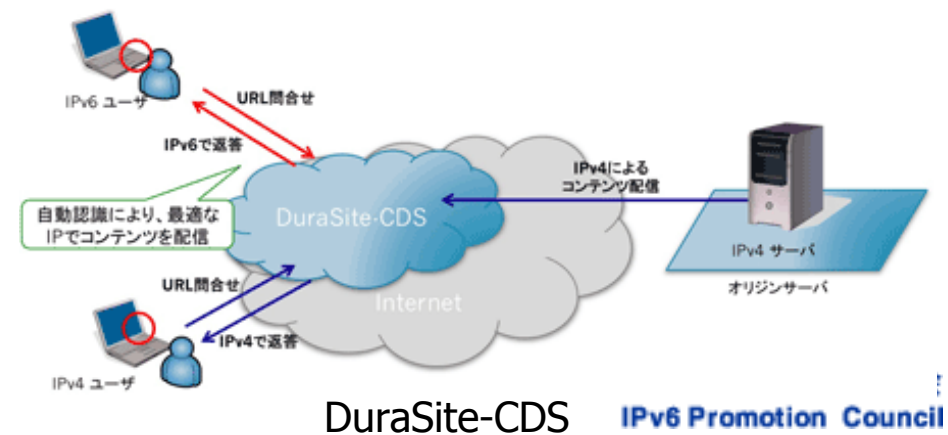 IPv6 ユーザ
URL問合せ
IPv6で返答
自動認識により、最適な
IPでコンテンツを配信
DuraSite-CDS
IPv4による
コンテンツ配信
IPv4 サーバ
オリジンサーバ
Internet
URL問合せ
IPv4で返答
IPv4 ユーザ
DuraSite-CDS
IPv6 Promotion Council